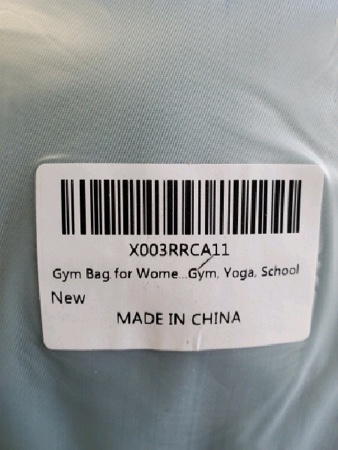 X003RRCA11
Gym Bag for Wome...Gym, Yoga, School
New
MADE IN CHINA